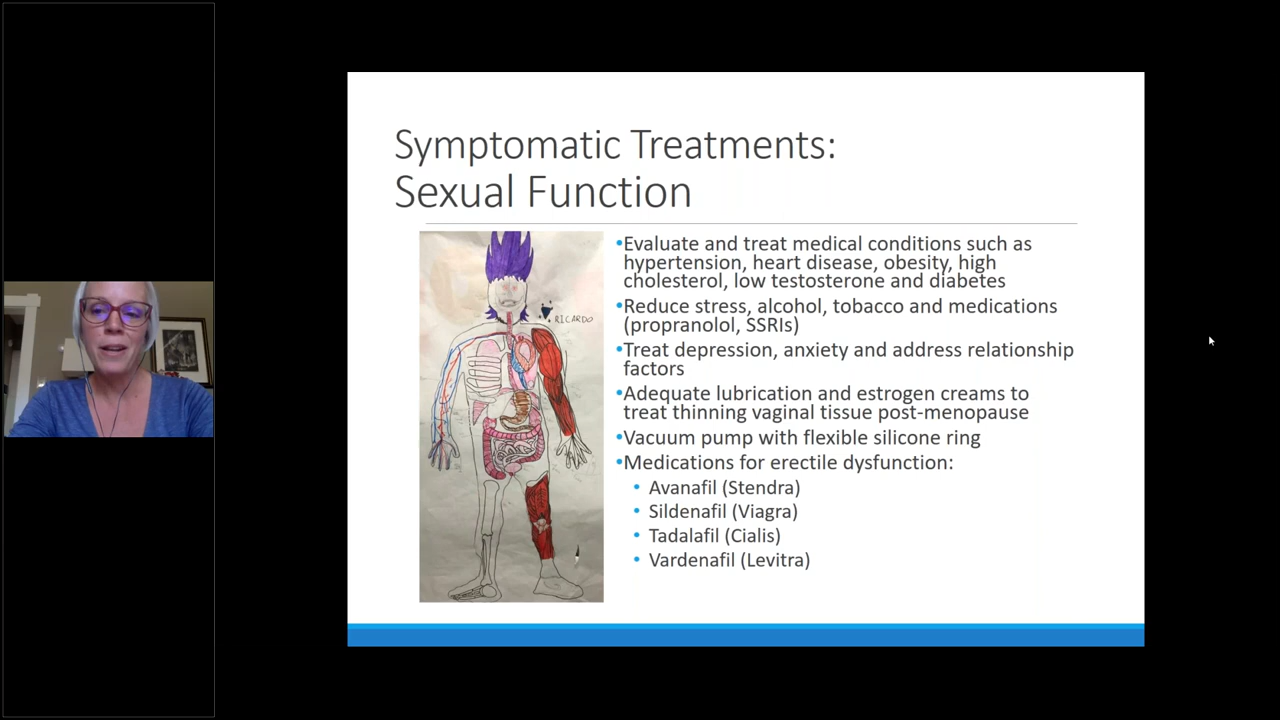 Symptomatic Treatments:
Sexual Function
RICARDO
•Evaluate and treat medical conditions such as
hypertension, heart disease, obesity, high
cholesterol, low testosterone and diabetes
•Reduce stress, alcohol, tobacco and medications
(propranolol, SSRIs)
•Treat depression, anxiety and address relationship
factors
•Adequate lubrication and estrogen creams to
treat thinning vaginal tissue post-menopause
•Vacuum pump with flexible silicone ring
•Medications for erectile dysfunction:
• Avanafil (Stendra)
• Sildenafil (Viagra)
• Tadalafil (Cialis)
• Vardenafil (Levitra)